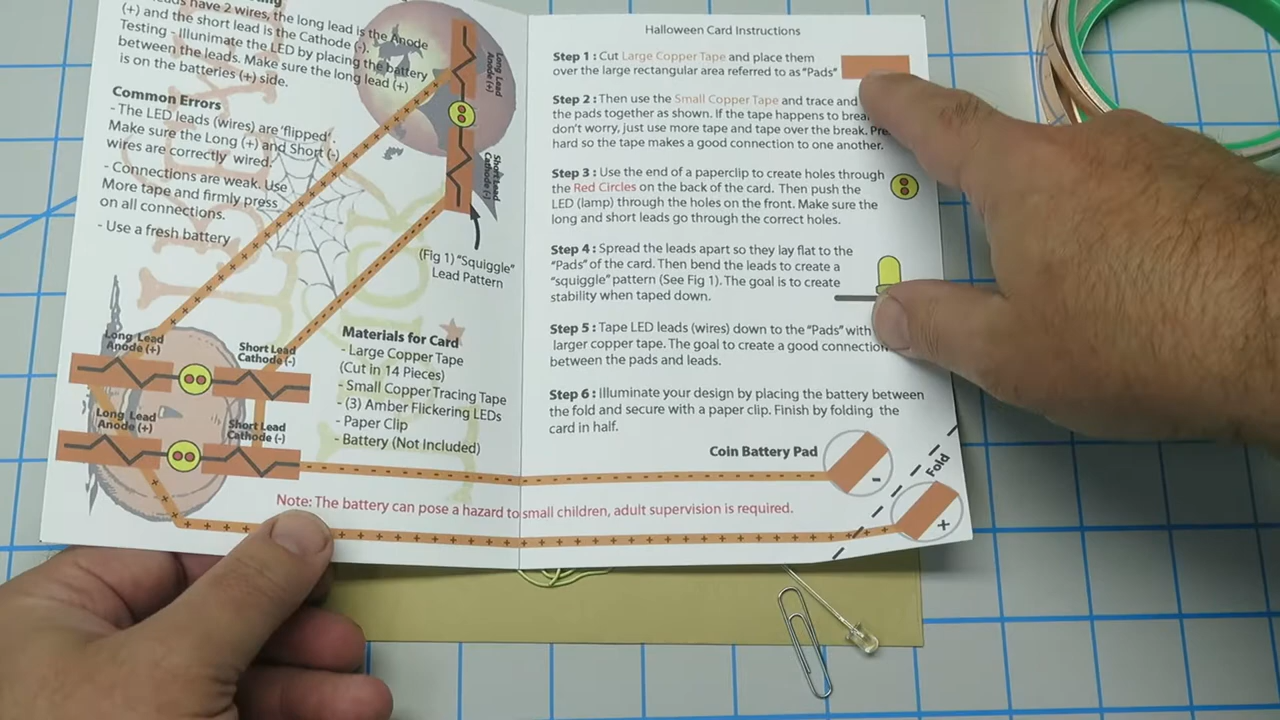 have 2 wires, the long lead is the Anode
(+) and the short lead is the Cathode (-).
Testing - Illunimate the LED by placing the battery
between the leads. Make sure the long lead (+)
is on the batteries (+) side.
Common Errors
- The LED leads (wires) are 'flipped'.
Make sure the Long (+) and Short (-)
wires are correctly wired.
- Connections are weak. Use
More tape and firmly press
on all connections.
- Use a fresh battery
Long Lead
Anode (+)
Short Lead
Cathode (-)
(Fig 1) "Squiggle"
Lead Pattern
Long Lead
Anode (+)
Short Lead
Cathode (-)
Long Lead
Anode (+)
Short Lead
Cathode (-)
Materials for Card
- Large Copper Tape
(Cut in 14 Pieces)
- Small Copper Tracing Tape
- (3) Amber Flickering LEDs
- Paper Clip
- Battery (Not Included)
Halloween Card Instructions
Step 1 : Cut Large Copper Tape and place them
over the large rectangular area referred to as "Pads"
Step 2 : Then use the Small Copper Tape and trace and
the pads together as shown. If the tape happens to
don't worry, just use more tape and tape over the break.
hard so the tape makes a good connection to one another.
Step 3 : Use the end of a paperclip to create holes through
the Red Circles on the back of the card. Then push the
LED (lamp) through the holes on the front. Make sure the
long and short leads go through the correct holes.
Step 4 : Spread the leads apart so they lay flat to the
"Pads" of the card. Then bend the leads to create a
"squiggle" pattern (See Fig 1). The goal is to create
stability when taped down.
Step 5 : Tape LED leads (wires) down to the "Pads" with
larger copper tape. The goal to create a good connection
between the pads and leads.
Step 6 : Illuminate your design by placing the battery between
the fold and secure with a paper clip. Finish by folding the
card in half.
Coin Battery Pad
-
Fold
+
Note: The battery can pose a hazard to small children, adult supervision is required.